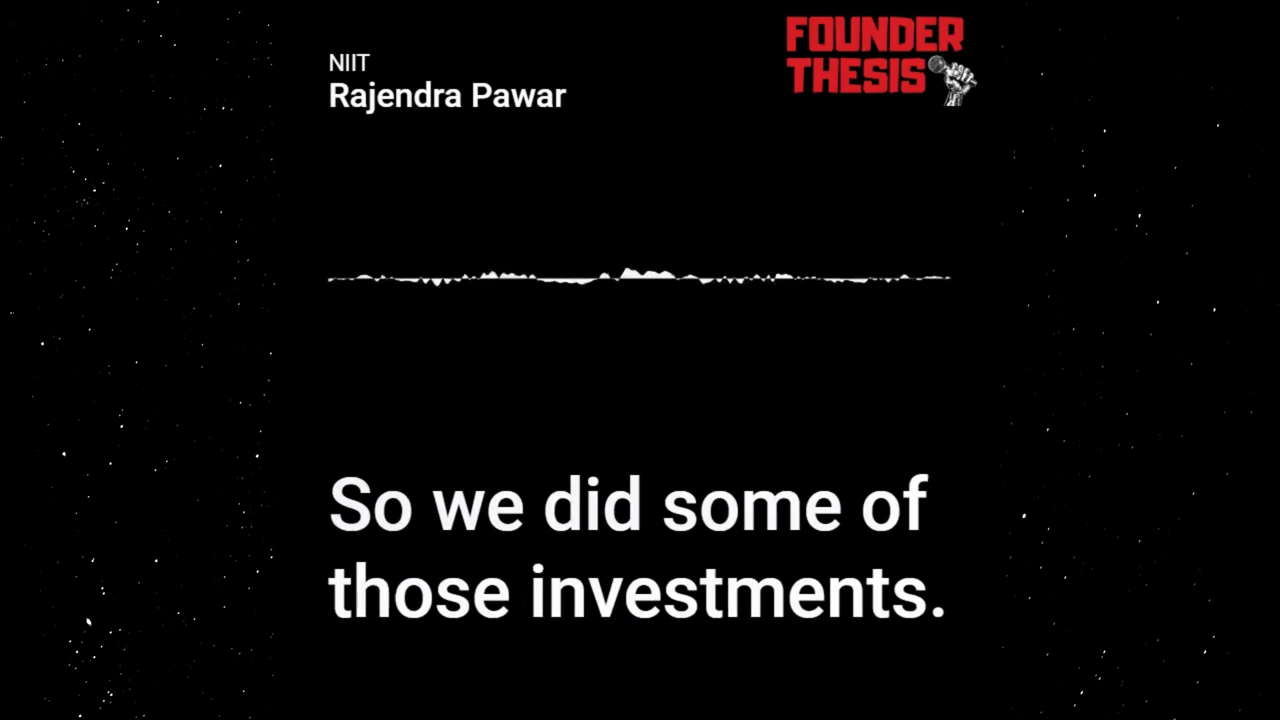 NIIT
Rajendra Pawar
FOUNDER
THESIS
So we did some of
those investments.